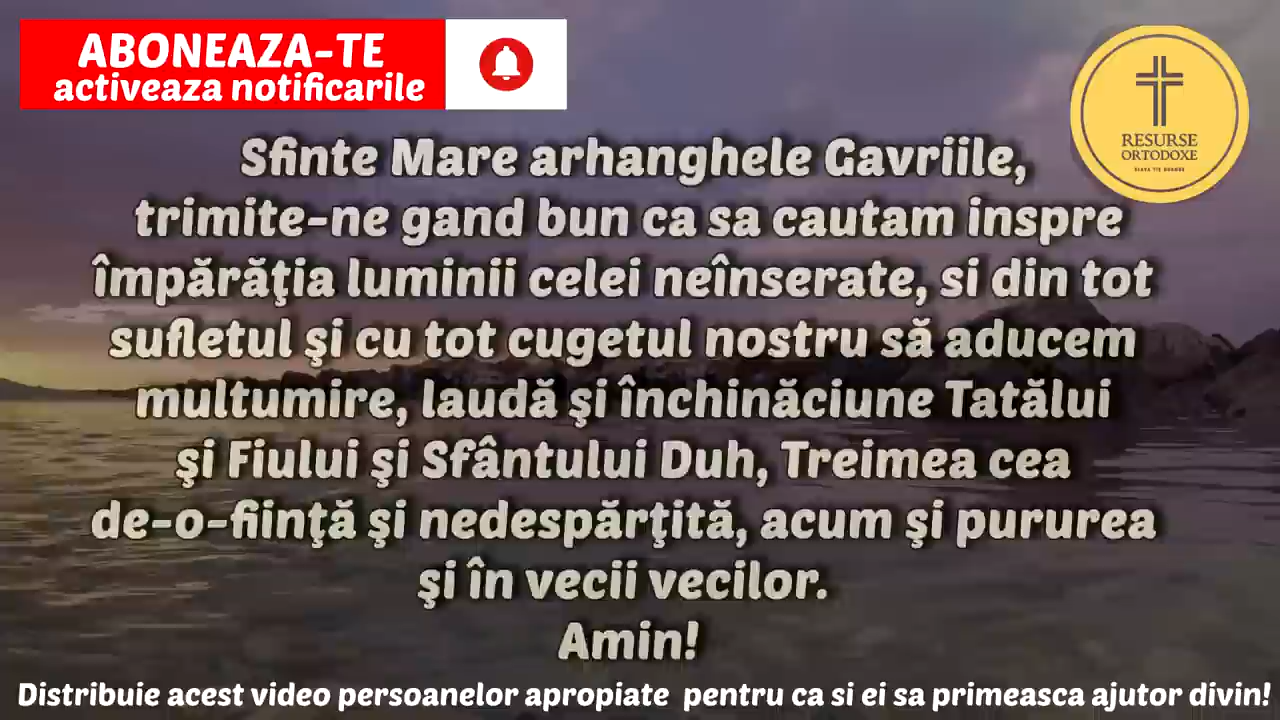 ABONEAZA-TE
activeaza notificarile
RESURSE
ORTODOXE
Sfinte Mare arhanghele Gavriile,
trimite-ne gand bun ca sa cautam inspre
împărăţia luminii celei neînserate, si din tot
sufletul şi cu tot cugetul nostru să aducem
multumire, laudă şi închinăciune Tatălui
şi Fiului şi Sfântului Duh, Treimea cea
de-o-fiinţă şi nedespărţită, acum şi pururea
şi în vecii vecilor.
Amin!
Distribuie acest video persoanelor apropiate pentru ca si ei sa primeasca ajutor divin!